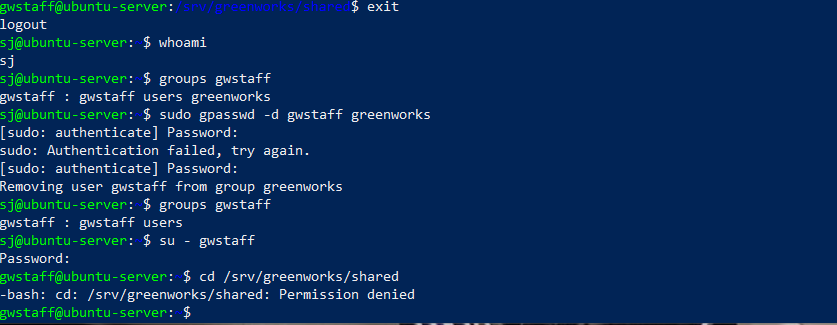 gwstaff@ubuntu-server:/srv/greenworks/shared$ exit
logout
sj@ubuntu-server:~$ whoami
sj
sj@ubuntu-server:~$ groups gwstaff
gwstaff : gwstaff users greenworks
sj@ubuntu-server:~$ sudo gpasswd -d gwstaff greenworks
[sudo: authenticate] Password:
sudo: Authentication failed, try again.
[sudo: authenticate] Password:
Removing user gwstaff from group greenworks
sj@ubuntu-server:~$ groups gwstaff
gwstaff : gwstaff users
sj@ubuntu-server:~$ su - gwstaff
Password:
gwstaff@ubuntu-server:~$ cd /srv/greenworks/shared
-bash: cd: /srv/greenworks/shared: Permission denied
gwstaff@ubuntu-server:~$